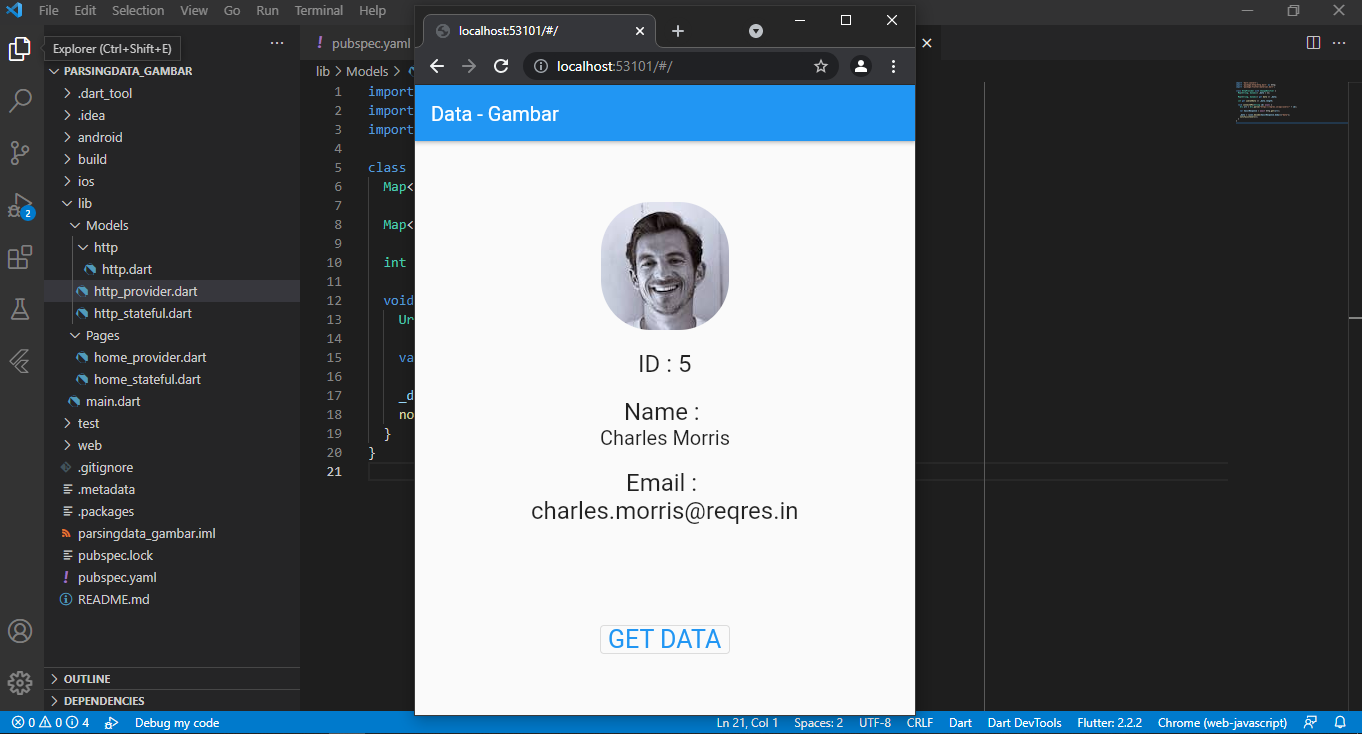 File Edit Selection View Go Run Terminal Help
Explorer (Ctrl+Shift+E)
PARSINGDATA_GAMBAR
.dart_tool
.idea
android
build
ios
lib
Models
http
http.dart
http_provider.dart
http_stateful.dart
Pages
home_provider.dart
home_stateful.dart
main.dart
test
web
.gitignore
.metadata
.packages
parsingdata_gambar.iml
pubspec.lock
pubspec.yaml
README.md
OUTLINE
DEPENDENCIES
2
! pubspec.yaml
lib > Models >
1 import
2 import
3 import
4
5 class
6 Map<
7
8 Map<
9
10 int
11
12 void
13 Ur
14
15 va
16
17 _d
18 no
19 }
20 }
21
localhost:53101/#/
localhost:53101/#/
Data - Gambar
ID : 5
Name :
Charles Morris
Email :
charles.morris@reqres.in
GET DATA
0 0 4 Debug my code Ln 21, Col 1 Spaces: 2 UTF-8 CRLF Dart Dart DevTools Flutter: 2.2.2 Chrome (web-javascript)